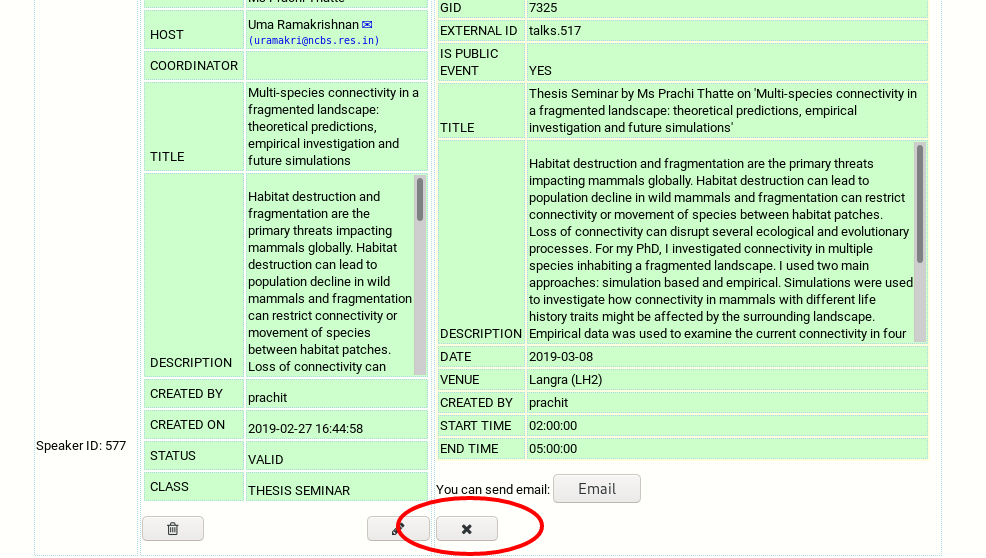 Speaker ID: 577
HOST
Uma Ramakrishnan ✉
(uramakri@ncbs.res.in)
COORDINATOR
TITLE
Multi-species connectivity in a
fragmented landscape:
theoretical predictions,
empirical investigation and
future simulations
DESCRIPTION
Habitat destruction and
fragmentation are the
primary threats impacting
mammals globally. Habitat
destruction can lead to
population decline in wild
mammals and fragmentation
can restrict connectivity or
movement of species
between habitat patches.
Loss of connectivity can
CREATED BY
prachit
CREATED ON
2019-02-27 16:44:58
STATUS
VALID
CLASS
THESIS SEMINAR
GID
7325
EXTERNAL ID
talks.517
IS PUBLIC
EVENT
YES
TITLE
Thesis Seminar by Ms Prachi Thatte on 'Multi-species connectivity in
a fragmented landscape: theoretical predictions, empirical
investigation and future simulations'
DESCRIPTION
Habitat destruction and fragmentation are the primary threats
impacting mammals globally. Habitat destruction can lead to
population decline in wild mammals and fragmentation can restrict
connectivity or movement of species between habitat patches.
Loss of connectivity can disrupt several ecological and evolutionary
processes. For my PhD, I investigated connectivity in multiple
species inhabiting a fragmented landscape. I used two main
approaches: simulation based and empirical. Simulations were used
to investigate how connectivity in mammals with different life
history traits might be affected by the surrounding landscape.
Empirical data was used to examine the current connectivity in four
DATE
2019-03-08
VENUE
Langra (LH2)
CREATED BY
prachit
START TIME
02:00:00
END TIME
05:00:00
You can send email: Email